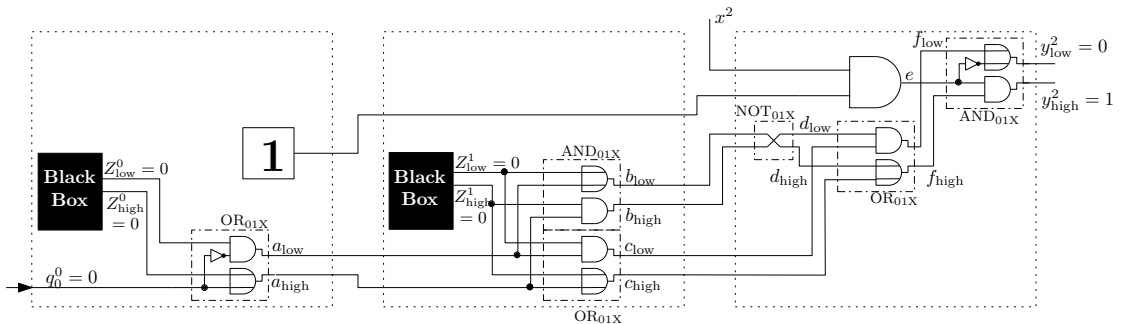 x²
f_low
y²_low = 0
e
y²_high = 1
AND_01X
NOT_01X
d_low
1
Black Box
Z⁰_low = 0
Z⁰_high = 0
Black Box
Z¹_low = 0
Z¹_high = 0
AND_01X
b_low
b_high
d_high
f_high
OR_01X
OR_01X
a_low
c_low
q⁰_0 = 0
a_high
c_high
OR_01X